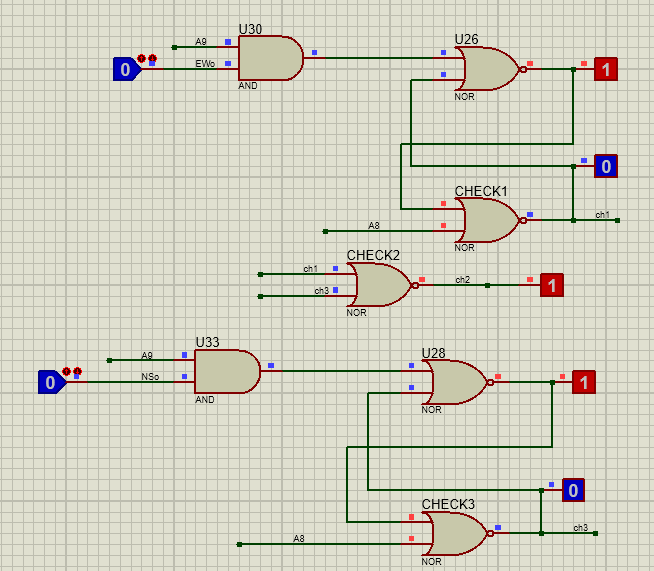 U30
A9
0
EWo
AND
U26
NOR
1
0
CHECK1
A8
NOR
ch1
CHECK2
ch1
ch3
NOR
ch2
1
U33
A9
0
NSo
AND
U28
NOR
1
0
CHECK3
A8
NOR
ch3